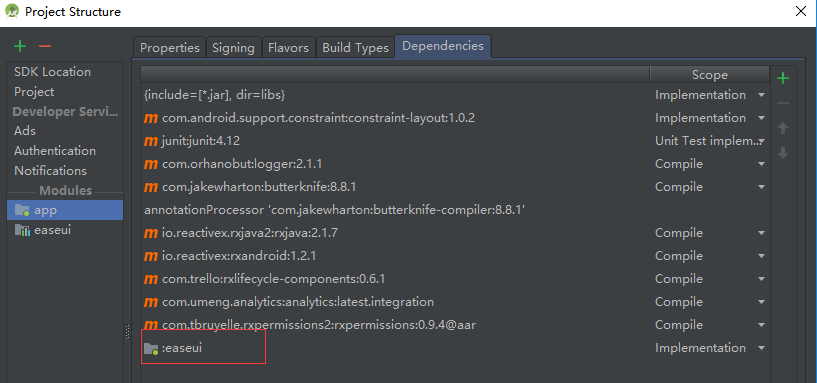 Project Structure
Properties Signing Flavors Build Types Dependencies
SDK Location
Project
Developer Servi...
Ads
Authentication
Notifications
Modules
app
easeui
Scope
{include=[*.jar], dir=libs} Implementation
m com.android.support.constraint:constraint-layout:1.0.2 Implementation
m junit:junit:4.12 Unit Test implem...
m com.orhanobut:logger:2.1.1 Compile
m com.jakewharton:butterknife:8.8.1 Compile
annotationProcessor 'com.jakewharton:butterknife-compiler:8.8.1'
m io.reactivex.rxjava2:rxjava:2.1.7 Compile
m io.reactivex:rxandroid:1.2.1 Compile
m com.trello:rxlifecycle-components:0.6.1 Compile
m com.umeng.analytics:analytics:latest.integration Compile
m com.tbruyelle.rxpermissions2:rxpermissions:0.9.4@aar Compile
:easeui Implementation